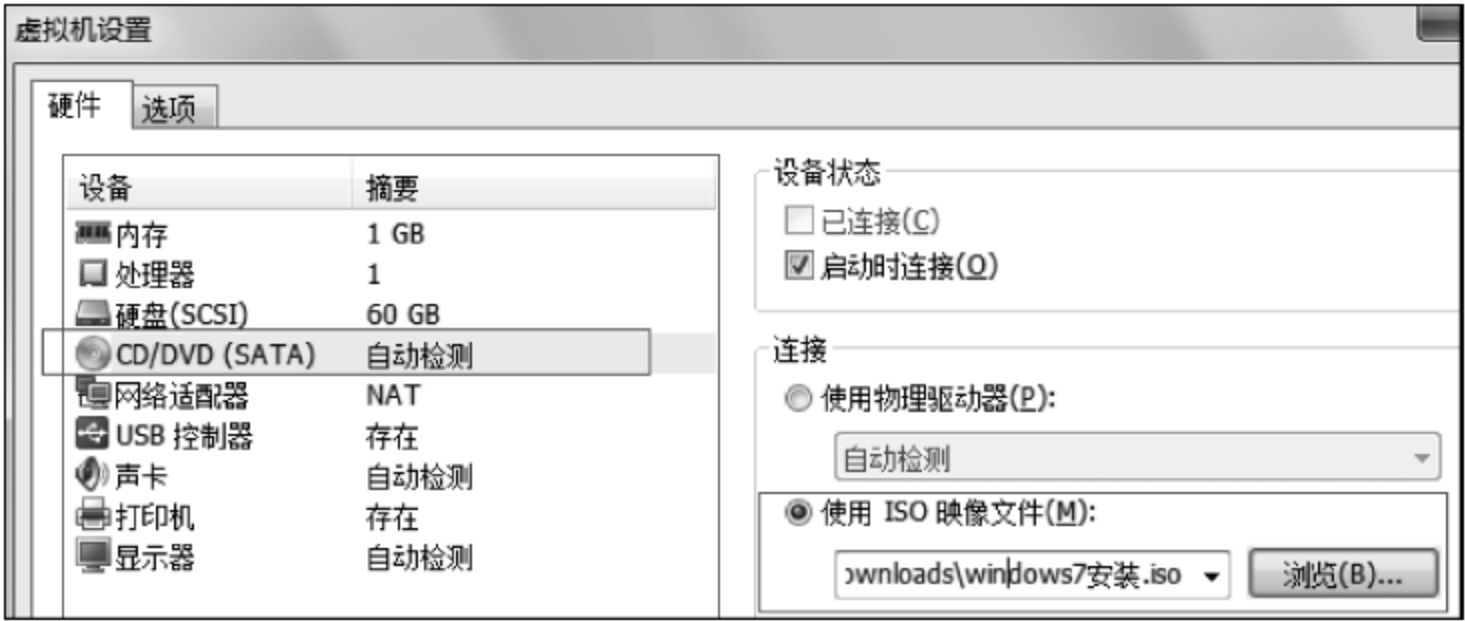 虚拟机设置
硬件 选项
设备 摘要
内存 1 GB
处理器 1
硬盘(SCSI) 60 GB
CD/DVD (SATA) 自动检测
网络适配器 NAT
USB 控制器 存在
声卡 自动检测
打印机 存在
显示器 自动检测
设备状态
已连接(C)
启动时连接(O)
连接
使用物理驱动器(P):
自动检测
使用 ISO 映像文件(M):
ownloads\windows7安装.iso 浏览(B)...